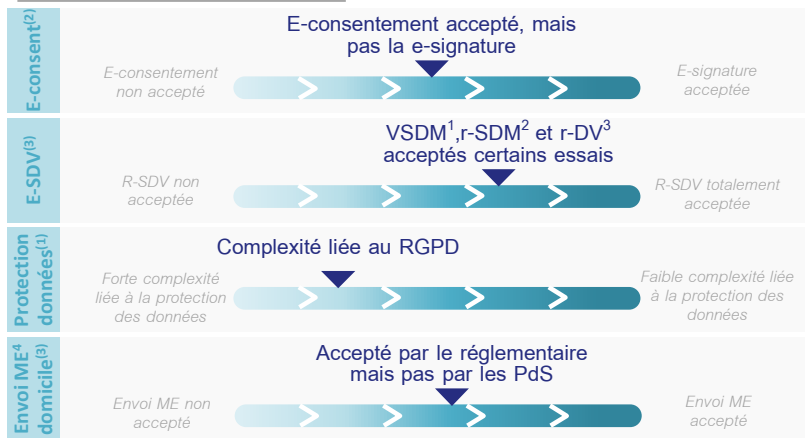 E-consent(2)
E-consentement accepté, mais
pas la e-signature
E-consentement
non accepté
E-signature
acceptée
E-SDV(3)
VSDM¹,r-SDM² et r-DV³
acceptés certains essais
R-SDV non
acceptée
R-SDV totalement
acceptée
Protection
données(1)
Complexité liée au RGPD
Forte complexité
liée à la protection
des données
Faible complexité liée
à la protection des
données
Envoi ME⁴
domicile(3)
Accepté par le réglementaire
mais pas par les PdS
Envoi ME non
accepté
Envoi ME
accepté